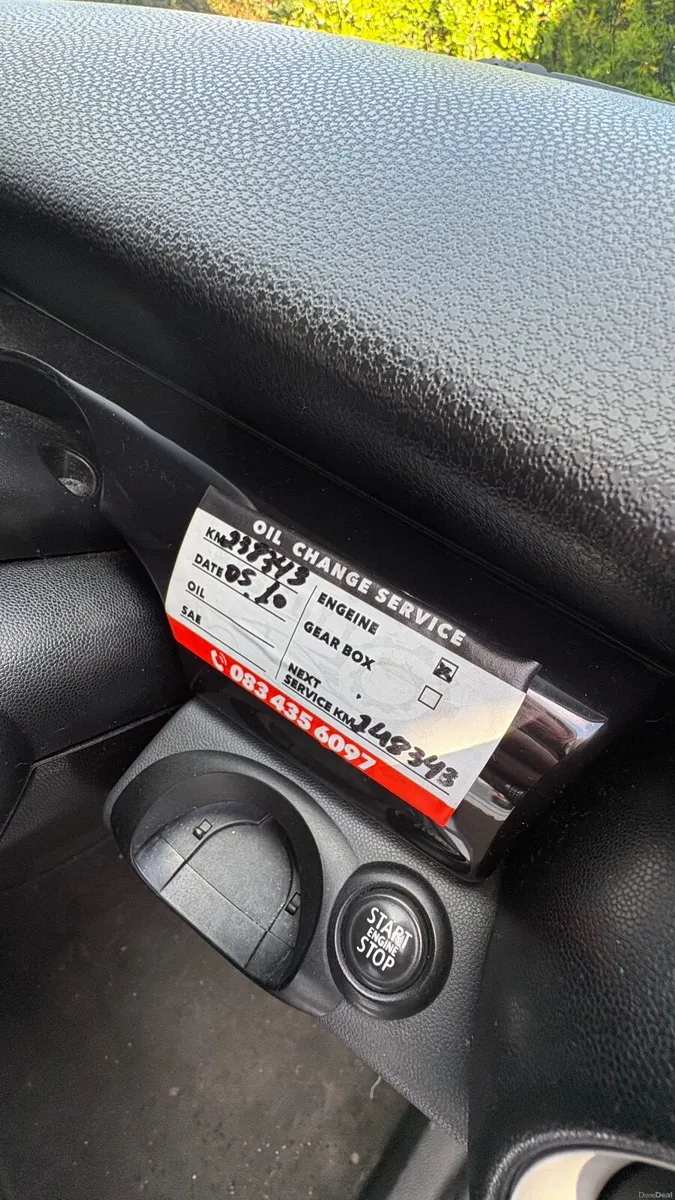 OIL CHANGE SERVICE
KM 238343
DATE 05.10
OIL
SAE
ENGEINE
GEAR BOX
NEXT
SERVICE KM 248343
083 435 6097
START
ENGINE
STOP
DoneDeal